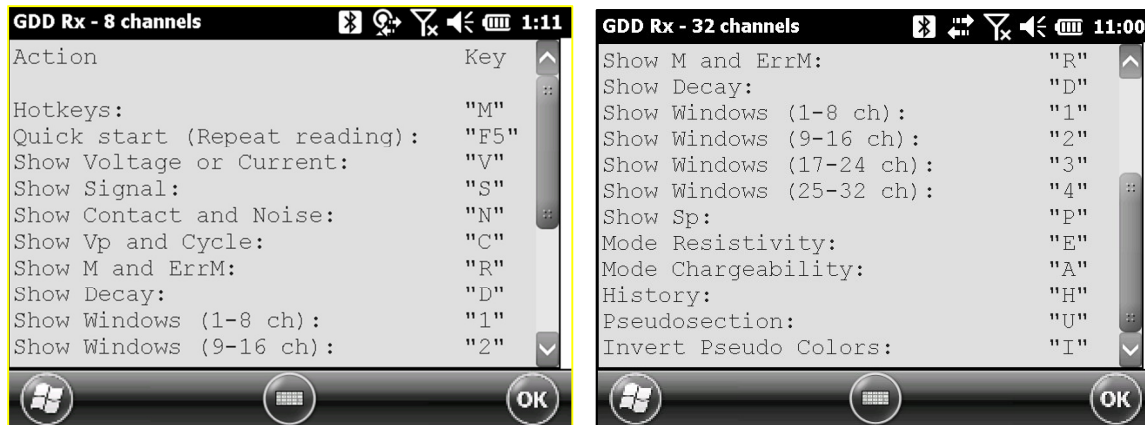 GDD Rx - 8 channels 1:11
Action Key
Hotkeys: "M"
Quick start (Repeat reading): "F5"
Show Voltage or Current: "V"
Show Signal: "S"
Show Contact and Noise: "N"
Show Vp and Cycle: "C"
Show M and ErrM: "R"
Show Decay: "D"
Show Windows (1-8 ch): "1"
Show Windows (9-16 ch): "2"
OK
GDD Rx - 32 channels 11:00
Show M and ErrM: "R"
Show Decay: "D"
Show Windows (1-8 ch): "1"
Show Windows (9-16 ch): "2"
Show Windows (17-24 ch): "3"
Show Windows (25-32 ch): "4"
Show Sp: "P"
Mode Resistivity: "E"
Mode Chargeability: "A"
History: "H"
Pseudosection: "U"
Invert Pseudo Colors: "I"
OK